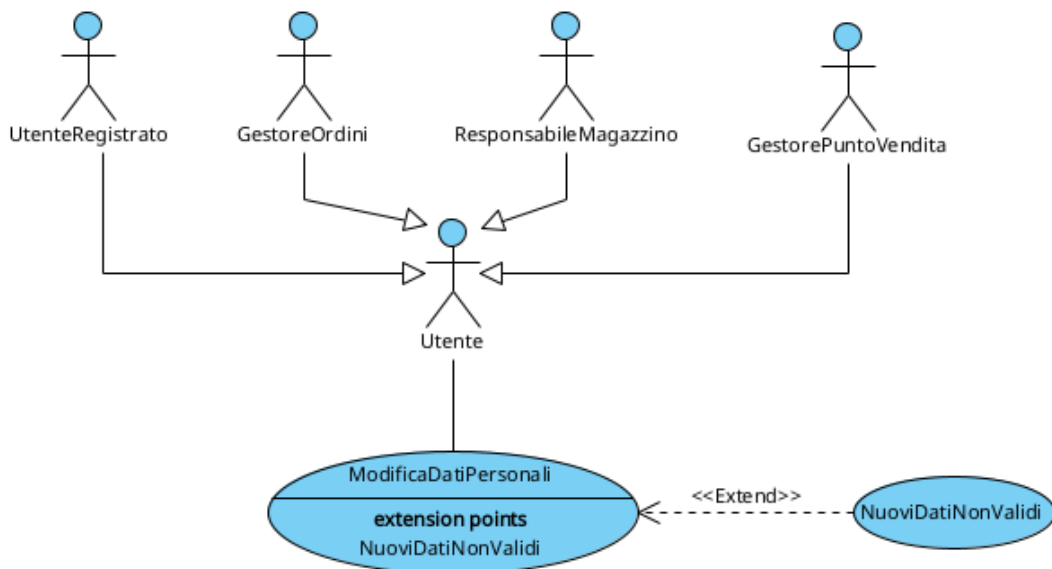 UtenteRegistrato
GestoreOrdini
ResponsabileMagazzino
GestorePuntoVendita
Utente
ModificaDatiPersonali
extension points
NuoviDatiNonValidi
<<Extend>>
NuoviDatiNonValidi